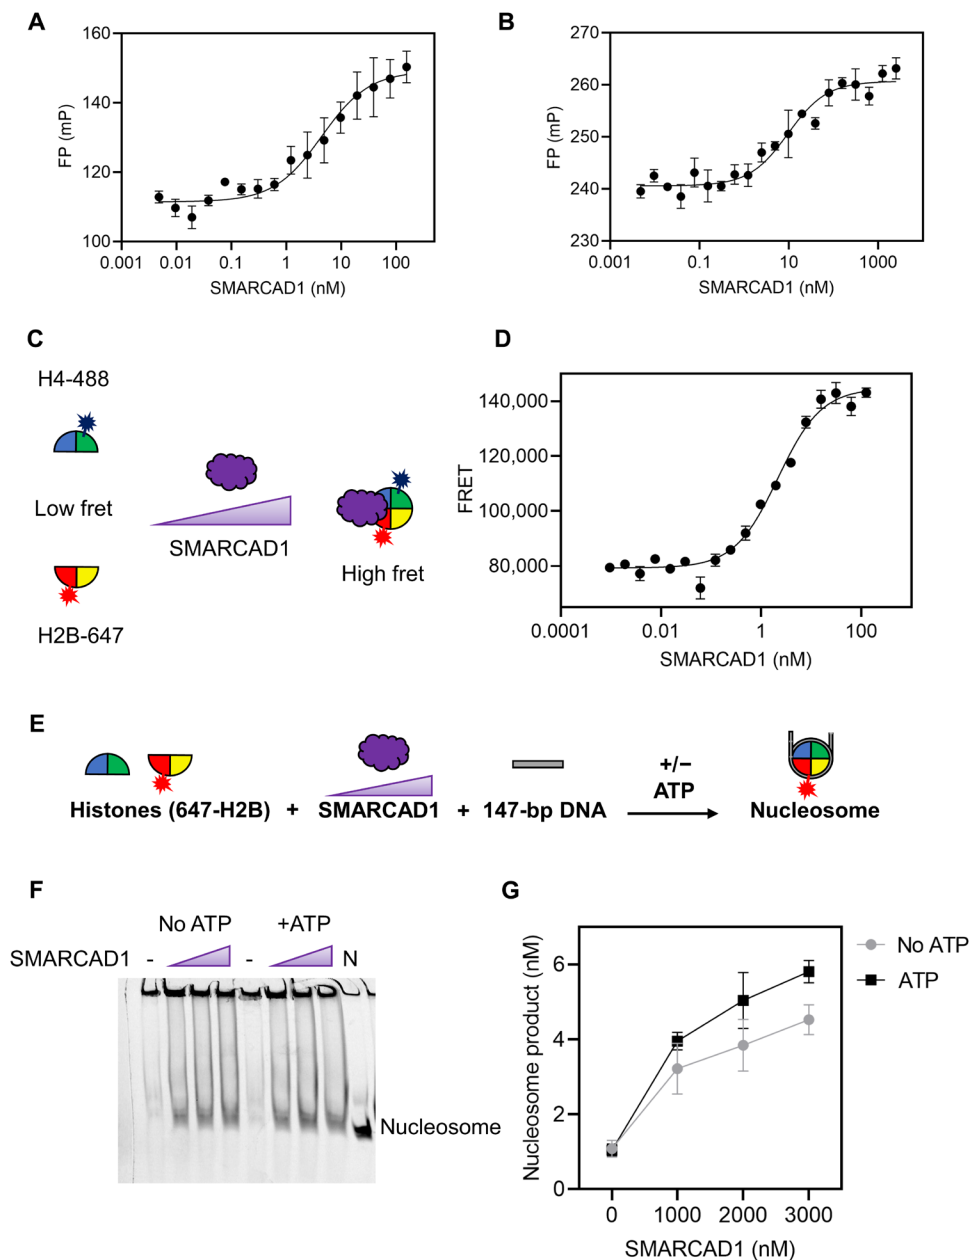 A
FP (mP)
160
140
120
100
0.001 0.01 0.1 1 10 100
SMARCAD1 (nM)
B
FP (mP)
270
260
250
240
230
0.001 0.1 10 1000
SMARCAD1 (nM)
C
H4-488
Low fret
H2B-647
SMARCAD1
High fret
D
FRET
140,000
120,000
100,000
80,000
0.0001 0.01 1 100
SMARCAD1 (nM)
E
+/−
ATP
Histones (647-H2B) + SMARCAD1 + 147-bp DNA Nucleosome
F
No ATP +ATP
SMARCAD1 - - N
Nucleosome
G
Nucleosome product (nM)
6
4
2
0
0 1000 2000 3000
SMARCAD1 (nM)
No ATP
ATP